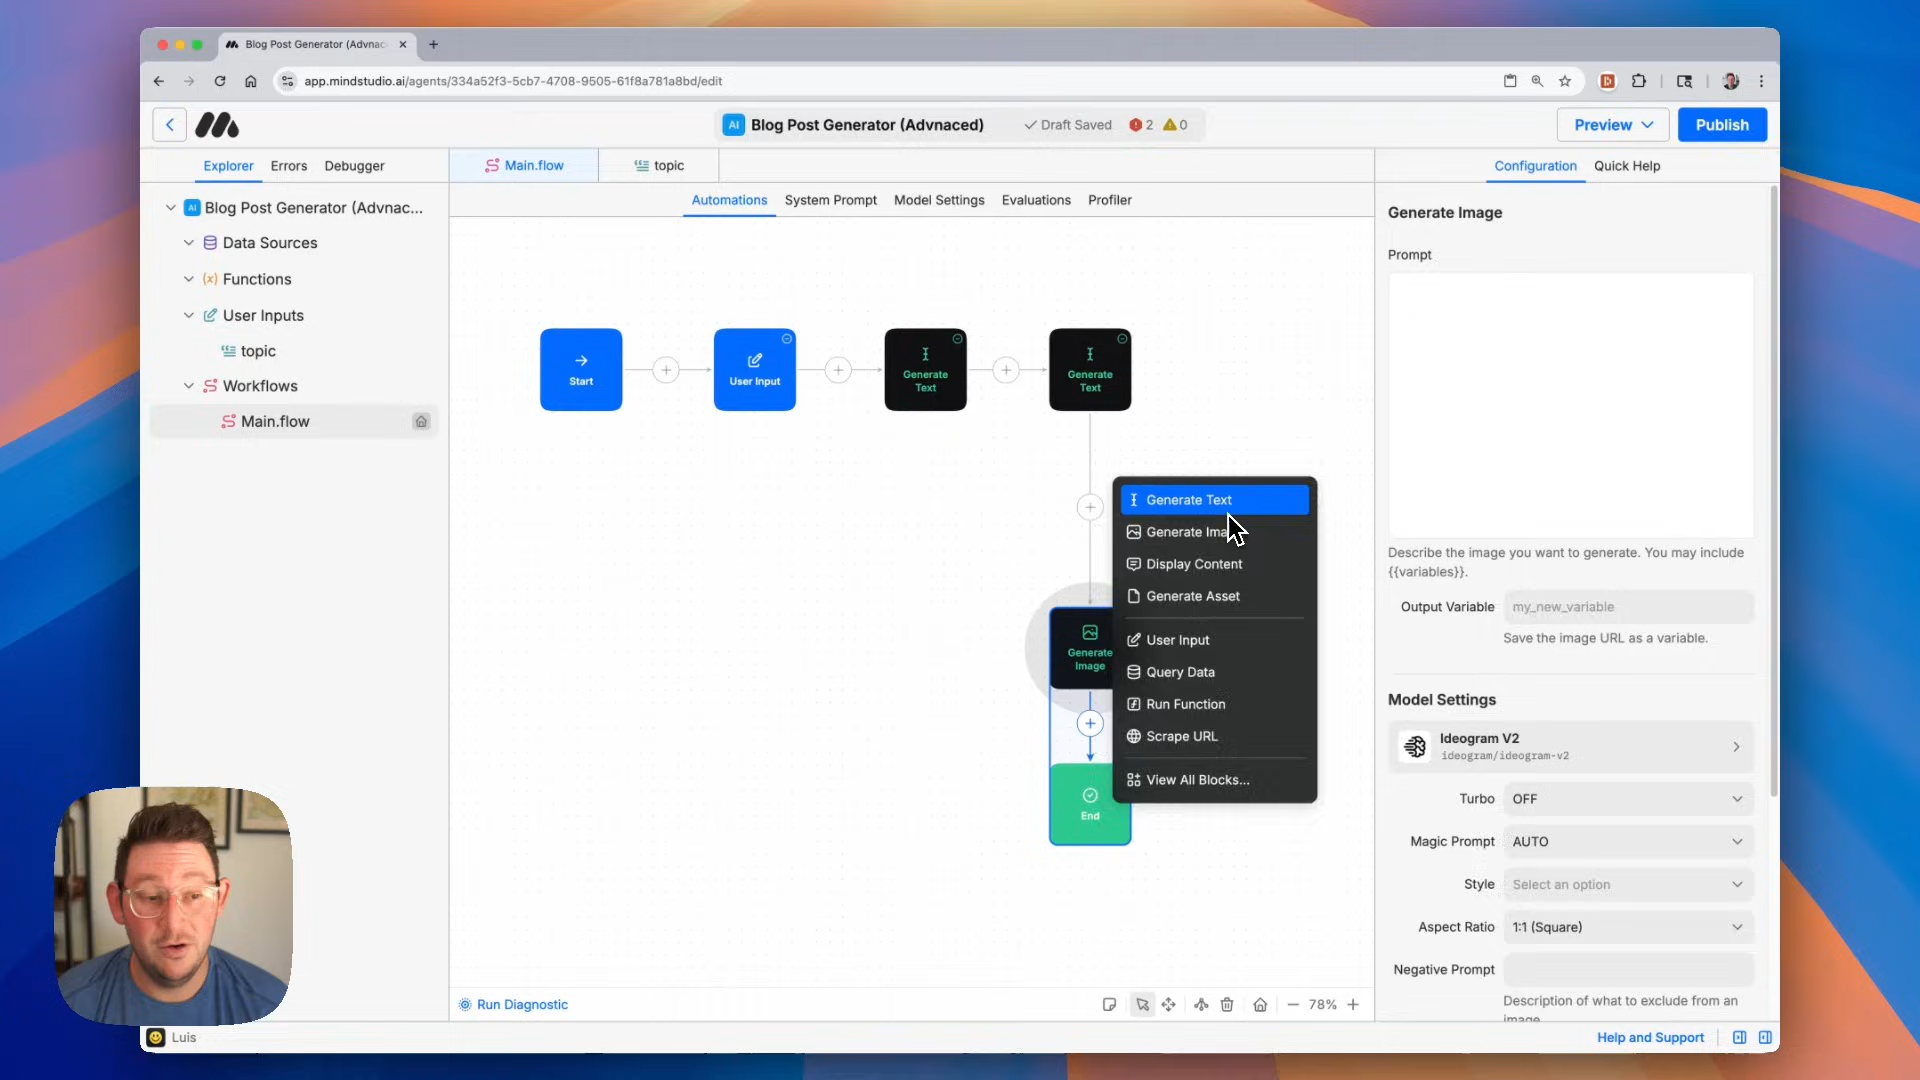 Blog Post Generator (Advnac
app.mindstudio.ai/agents/334a52f3-5cb7-4708-9505-61f8a781a8bd/edit
AI Blog Post Generator (Advnaced)
Draft Saved
2
0
Preview
Publish
Explorer
Errors
Debugger
Main.flow
topic
Configuration
Quick Help
Automations
System Prompt
Model Settings
Evaluations
Profiler
AI Blog Post Generator (Advnac...
Data Sources
(x) Functions
User Inputs
topic
Workflows
Main.flow
Start
User Input
Generate
Text
Generate
Text
Generate
Image
End
Generate Text
Generate Ima
Display Content
Generate Asset
User Input
Query Data
Run Function
Scrape URL
View All Blocks...
Generate Image
Prompt
Describe the image you want to generate. You may include
{{variables}}.
Output Variable
my_new_variable
Save the image URL as a variable.
Model Settings
Ideogram V2
ideogram/ideogram-v2
Turbo
OFF
Magic Prompt
AUTO
Style
Select an option
Aspect Ratio
1:1 (Square)
Negative Prompt
Description of what to exclude from an
image.
Run Diagnostic
78%
Luis
Help and Support